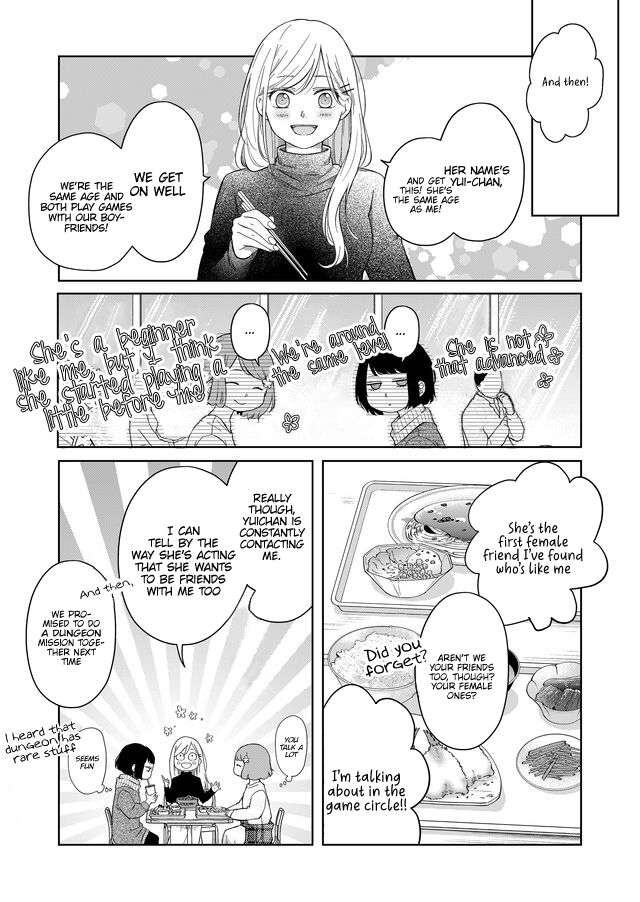 And then!
HER NAME'S
YUI-CHAN,
AND GET
THIS! SHE'S
THE SAME AGE
AS ME!
WE GET
ON WELL
WE'RE THE
SAME AGE AND
BOTH PLAY GAMES
WITH OUR BOY-
FRIENDS!
She is not
that advanced
We're around
the same level
...
...
She's a beginner
like me, but I think
she started playing a
little before me!
She's the
first female
friend I've found
who's like me
AREN'T WE
YOUR FRIENDS
TOO, THOUGH?
YOUR FEMALE
ONES?
Did you
forget?
I'm talking
about in the
game circle!!
REALLY
THOUGH,
YUICHAN IS
CONSTANTLY
CONTACTING
ME.
I CAN
TELL BY THE
WAY SHE'S ACTING
THAT SHE WANTS
TO BE FRIENDS
WITH ME TOO
And then,
WE PRO-
MISED TO DO
A DUNGEON
MISSION TOGE-
THER NEXT
TIME
I heard that
dungeon has
rare stuff
SEEMS
FUN
YOU
TALK A
LOT